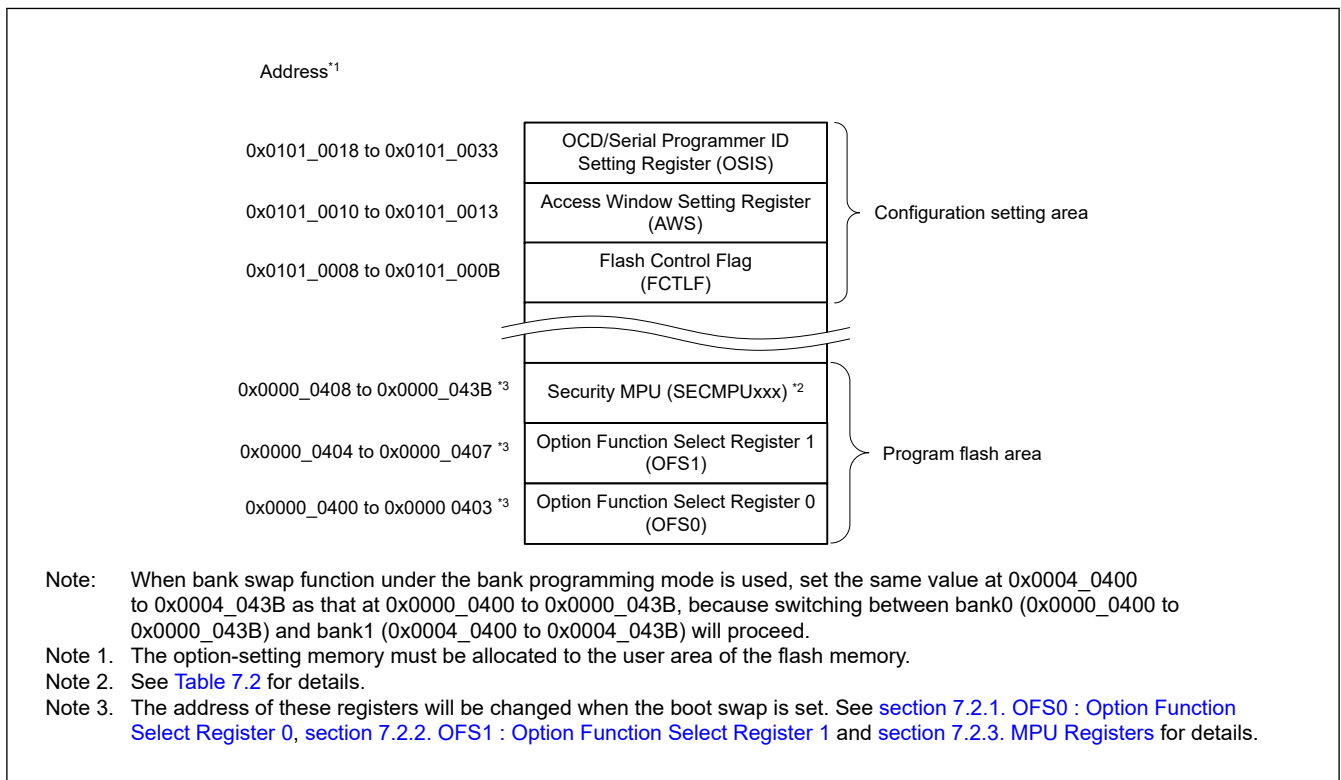 Address*1
0x0101_0018 to 0x0101_0033
OCD/Serial Programmer ID
Setting Register (OSIS)
0x0101_0010 to 0x0101_0013
Access Window Setting Register
(AWS)
Configuration setting area
0x0101_0008 to 0x0101_000B
Flash Control Flag
(FCTLF)
0x0000_0408 to 0x0000_043B *3
Security MPU (SECMPUxxx) *2
0x0000_0404 to 0x0000_0407 *3
Option Function Select Register 1
(OFS1)
Program flash area
0x0000_0400 to 0x0000 0403 *3
Option Function Select Register 0
(OFS0)
Note: When bank swap function under the bank programming mode is used, set the same value at 0x0004_0400
to 0x0004_043B as that at 0x0000_0400 to 0x0000_043B, because switching between bank0 (0x0000_0400 to
0x0000_043B) and bank1 (0x0004_0400 to 0x0004_043B) will proceed.
Note 1. The option-setting memory must be allocated to the user area of the flash memory.
Note 2. See Table 7.2 for details.
Note 3. The address of these registers will be changed when the boot swap is set. See section 7.2.1. OFS0 : Option Function
Select Register 0, section 7.2.2. OFS1 : Option Function Select Register 1 and section 7.2.3. MPU Registers for details.